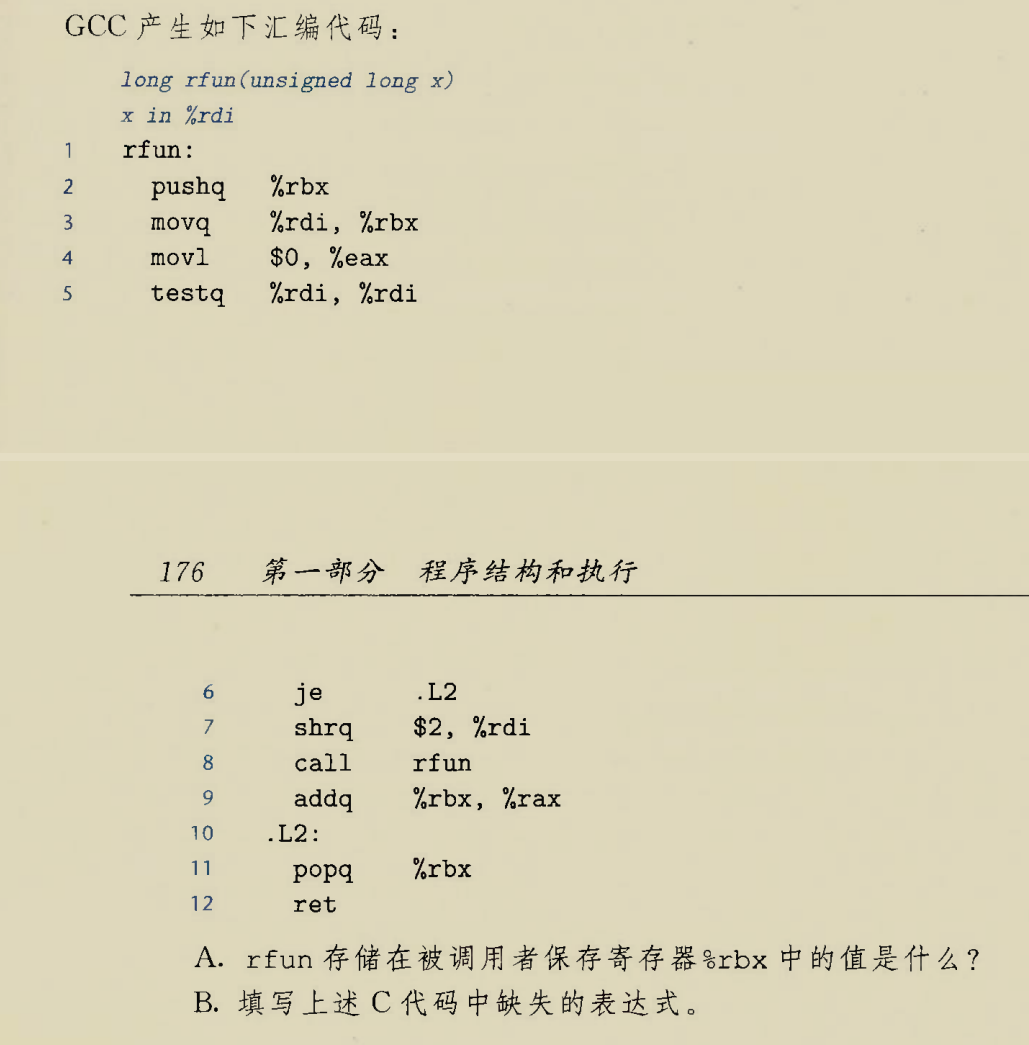 GCC 产生如下汇编代码：
long rfun(unsigned long x)
x in %rdi
1 rfun:
2 pushq %rbx
3 movq %rdi, %rbx
4 movl $0, %eax
5 testq %rdi, %rdi
176 第一部分 程序结构和执行
6 je .L2
7 shrq $2, %rdi
8 call rfun
9 addq %rbx, %rax
10 .L2:
11 popq %rbx
12 ret
A. rfun 存储在被调用者保存寄存器%rbx 中的值是什么？
B. 填写上述 C 代码中缺失的表达式。